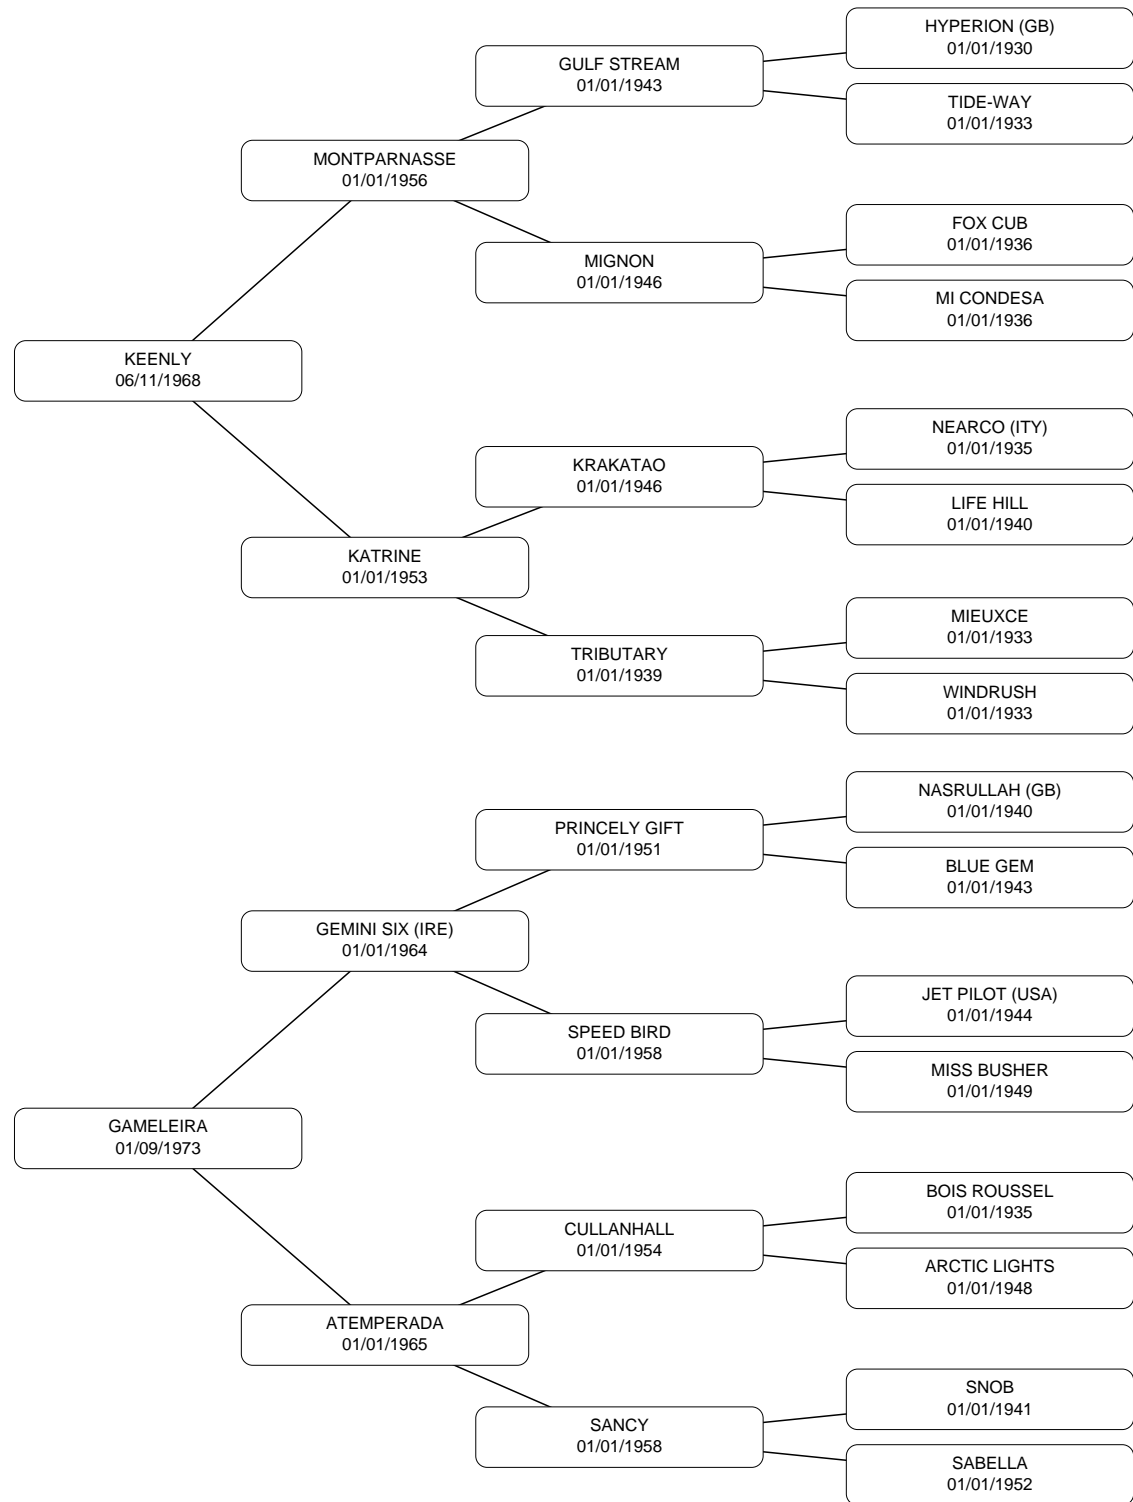 HYPERION (GB)
01/01/1930
GULF STREAM
01/01/1943
TIDE-WAY
01/01/1933
MONTPARNASSE
01/01/1956
FOX CUB
01/01/1936
MIGNON
01/01/1946
MI CONDESA
01/01/1936
KEENLY
06/11/1968
NEARCO (ITY)
01/01/1935
KRAKATAO
01/01/1946
LIFE HILL
01/01/1940
KATRINE
01/01/1953
MIEUXCE
01/01/1933
TRIBUTARY
01/01/1939
WINDRUSH
01/01/1933
NASRULLAH (GB)
01/01/1940
PRINCELY GIFT
01/01/1951
BLUE GEM
01/01/1943
GEMINI SIX (IRE)
01/01/1964
JET PILOT (USA)
01/01/1944
SPEED BIRD
01/01/1958
MISS BUSHER
01/01/1949
GAMELEIRA
01/09/1973
BOIS ROUSSEL
01/01/1935
CULLANHALL
01/01/1954
ARCTIC LIGHTS
01/01/1948
ATEMPERADA
01/01/1965
SNOB
01/01/1941
SANCY
01/01/1958
SABELLA
01/01/1952